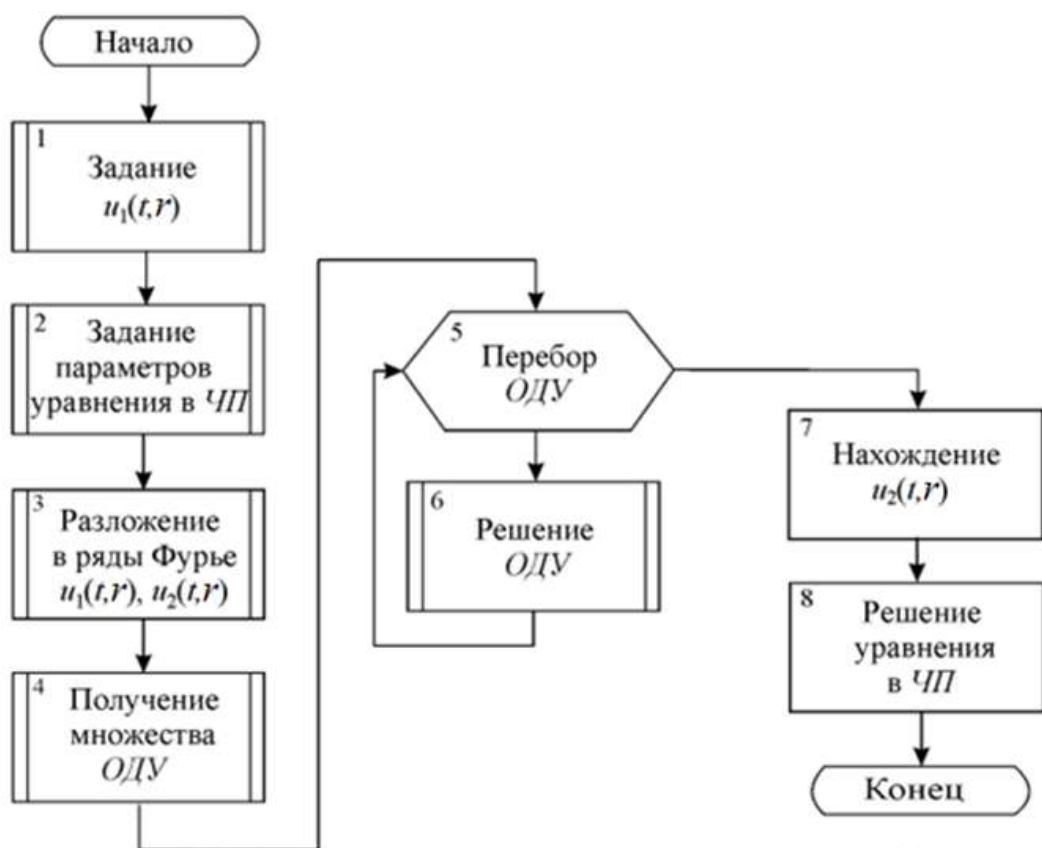 Начало
1
Задание
u₁(t,r)
2
Задание
параметров
уравнения в ЧП
3
Разложение
в ряды Фурье
u₁(t,r), u₂(t,r)
4
Получение
множества
ОДУ
5
Перебор
ОДУ
6
Решение
ОДУ
7
Нахождение
u₂(t,r)
8
Решение
уравнения
в ЧП
Конец